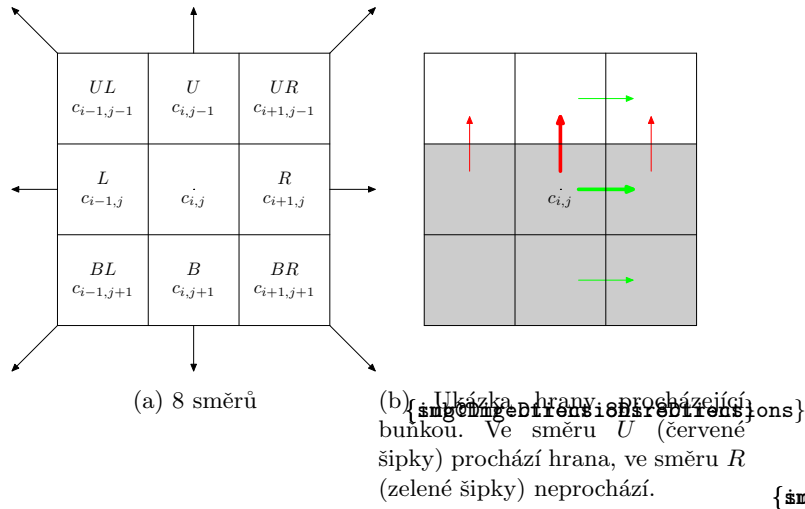 UL U UR
c_{i−1,j−1} c_{i,j−1} c_{i+1,j−1}
L R
c_{i−1,j} c_{i,j} c_{i+1,j}
BL B BR
c_{i−1,j+1} c_{i,j+1} c_{i+1,j+1}
(a) 8 směrů
c_{i,j}
(b) Ukázka hrany procházející
buňkou. Ve směru U (červené
šipky) prochází hrana, ve směru R
(zelené šipky) neprochází.